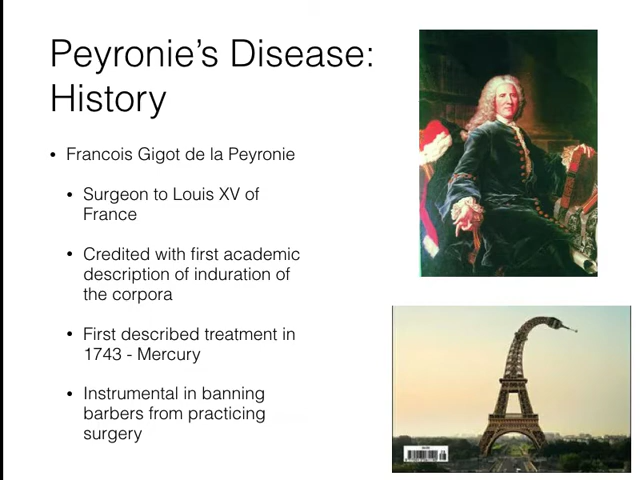 Peyronie’s Disease:
History
• Francois Gigot de la Peyronie
• Surgeon to Louis XV of
France
• Credited with first academic
description of induration of
the corpora
• First described treatment in
1743 - Mercury
• Instrumental in banning
barbers from practicing
surgery